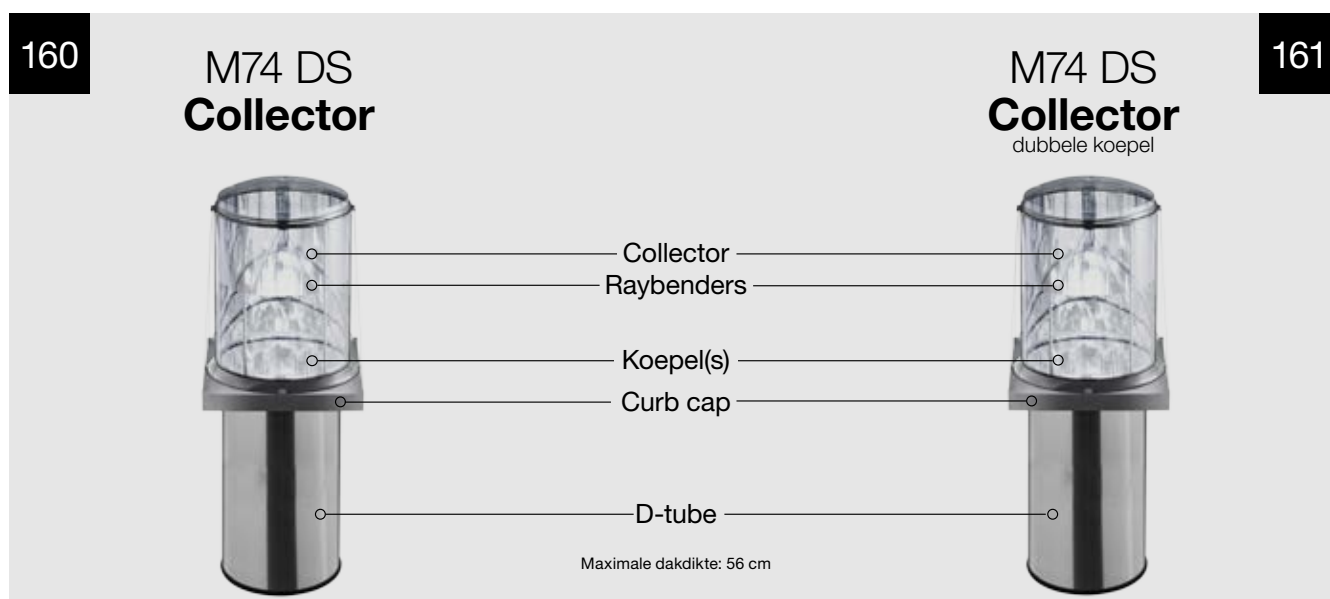 160
M74 DS
Collector
M74 DS
Collector
dubbele koepel
161
Collector
Raybenders
Koepel(s)
Curb cap
D-tube
Maximale dakdikte: 56 cm